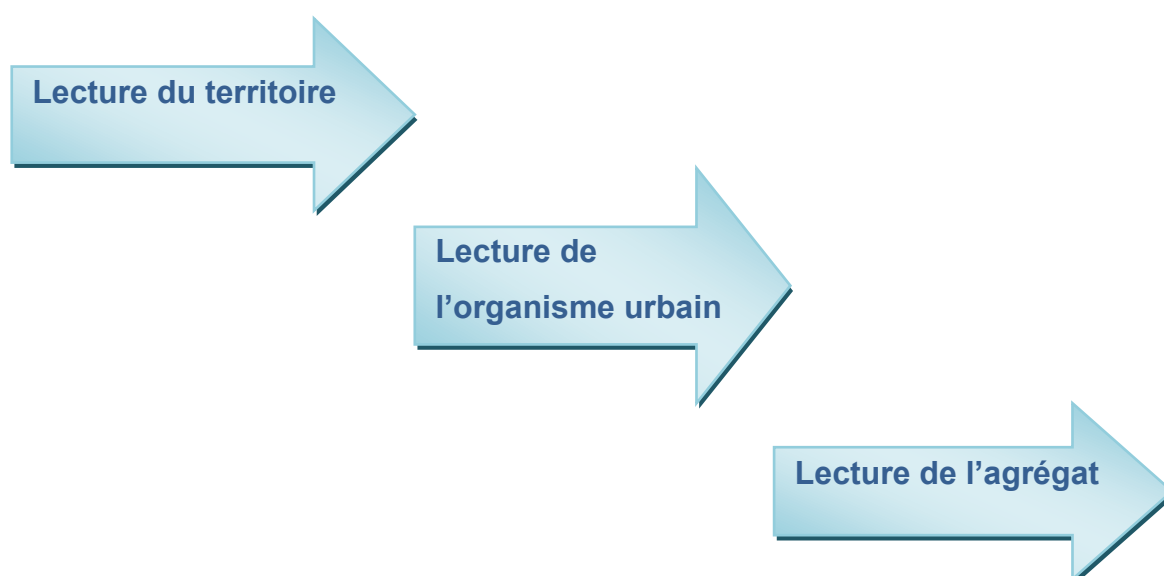 Lecture du territoire
Lecture de
l’organisme urbain
Lecture de l’agrégat